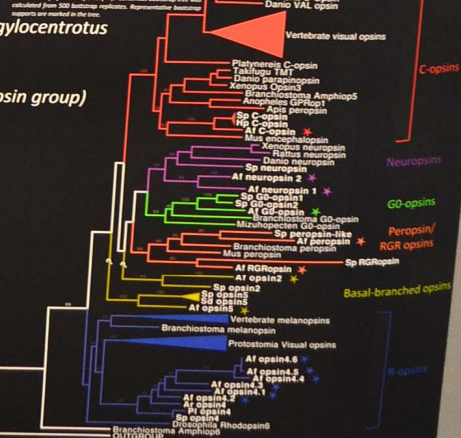 calculated from 500 bottstrap replicates. Representative bootstrap
supports are marked in the tree.
Danio VAL opsin
gylocentrotus
Vertebrate visual opsins
Platynereis C-opsin
Takifugu TMT
Danio parapinopsin
Xenopus Opsin3
Branchiostoma Amphiop5
Anopheles GPRop1
Apis peropsin
Sp C-opsin
Hp C-opsin
Af C-opsin
Mus encephalopsin
C-opsins
osin group)
Xenopus neuropsin
Rattus neuropsin
Danio neuropsin
Sp neuropsin
Af neuropsin 2
Neuropsins
Af neuropsin 1
Sp G0-opsin1
Sp G0-opsin2
Af G0-opsin
Branchiostoma G0-opsin
Mizuhopecten G0-opsin
G0-opsins
Sp peropsin-like
Af peropsin
Branchiostoma peropsin
Mus peropsin
Sp RGRopsin
Af RGRopsin
Peropsin/
RGR opsins
Af opsin2
Sp opsin2
Sp opsin5
Sd opsin5
Af opsin5
Basal-branched opsins
Vertebrate melanopsins
Branchiostoma melanopsin
Protostomia Visual opsins
Af opsin4.6
Af opsin4.5
Af opsin4.4
Af opsin4.3
Af opsin4.1
Af opsin4.2
Ar opsin4
Pl opsin4
Sp opsin4
Drosophila Rhodopsin6
R-opsins
Branchiostoma Amphiop6
OUTGROUP